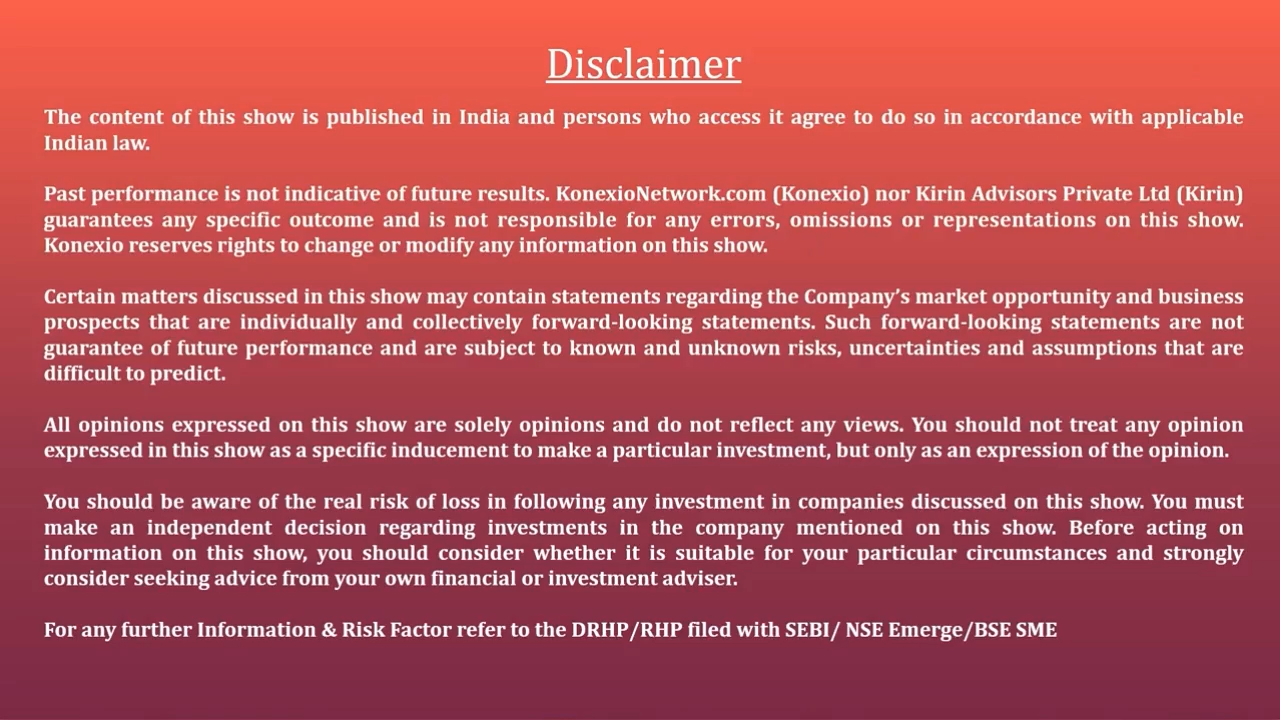 Disclaimer
The content of this show is published in India and persons who access it agree to do so in accordance with applicable
Indian law.
Past performance is not indicative of future results. KonexioNetwork.com (Konexio) nor Kirin Advisors Private Ltd (Kirin)
guarantees any specific outcome and is not responsible for any errors, omissions or representations on this show.
Konexio reserves rights to change or modify any information on this show.
Certain matters discussed in this show may contain statements regarding the Company’s market opportunity and business
prospects that are individually and collectively forward-looking statements. Such forward-looking statements are not
guarantee of future performance and are subject to known and unknown risks, uncertainties and assumptions that are
difficult to predict.
All opinions expressed on this show are solely opinions and do not reflect any views. You should not treat any opinion
expressed in this show as a specific inducement to make a particular investment, but only as an expression of the opinion.
You should be aware of the real risk of loss in following any investment in companies discussed on this show. You must
make an independent decision regarding investments in the company mentioned on this show. Before acting on
information on this show, you should consider whether it is suitable for your particular circumstances and strongly
consider seeking advice from your own financial or investment adviser.
For any further Information & Risk Factor refer to the DRHP/RHP filed with SEBI/ NSE Emerge/BSE SME